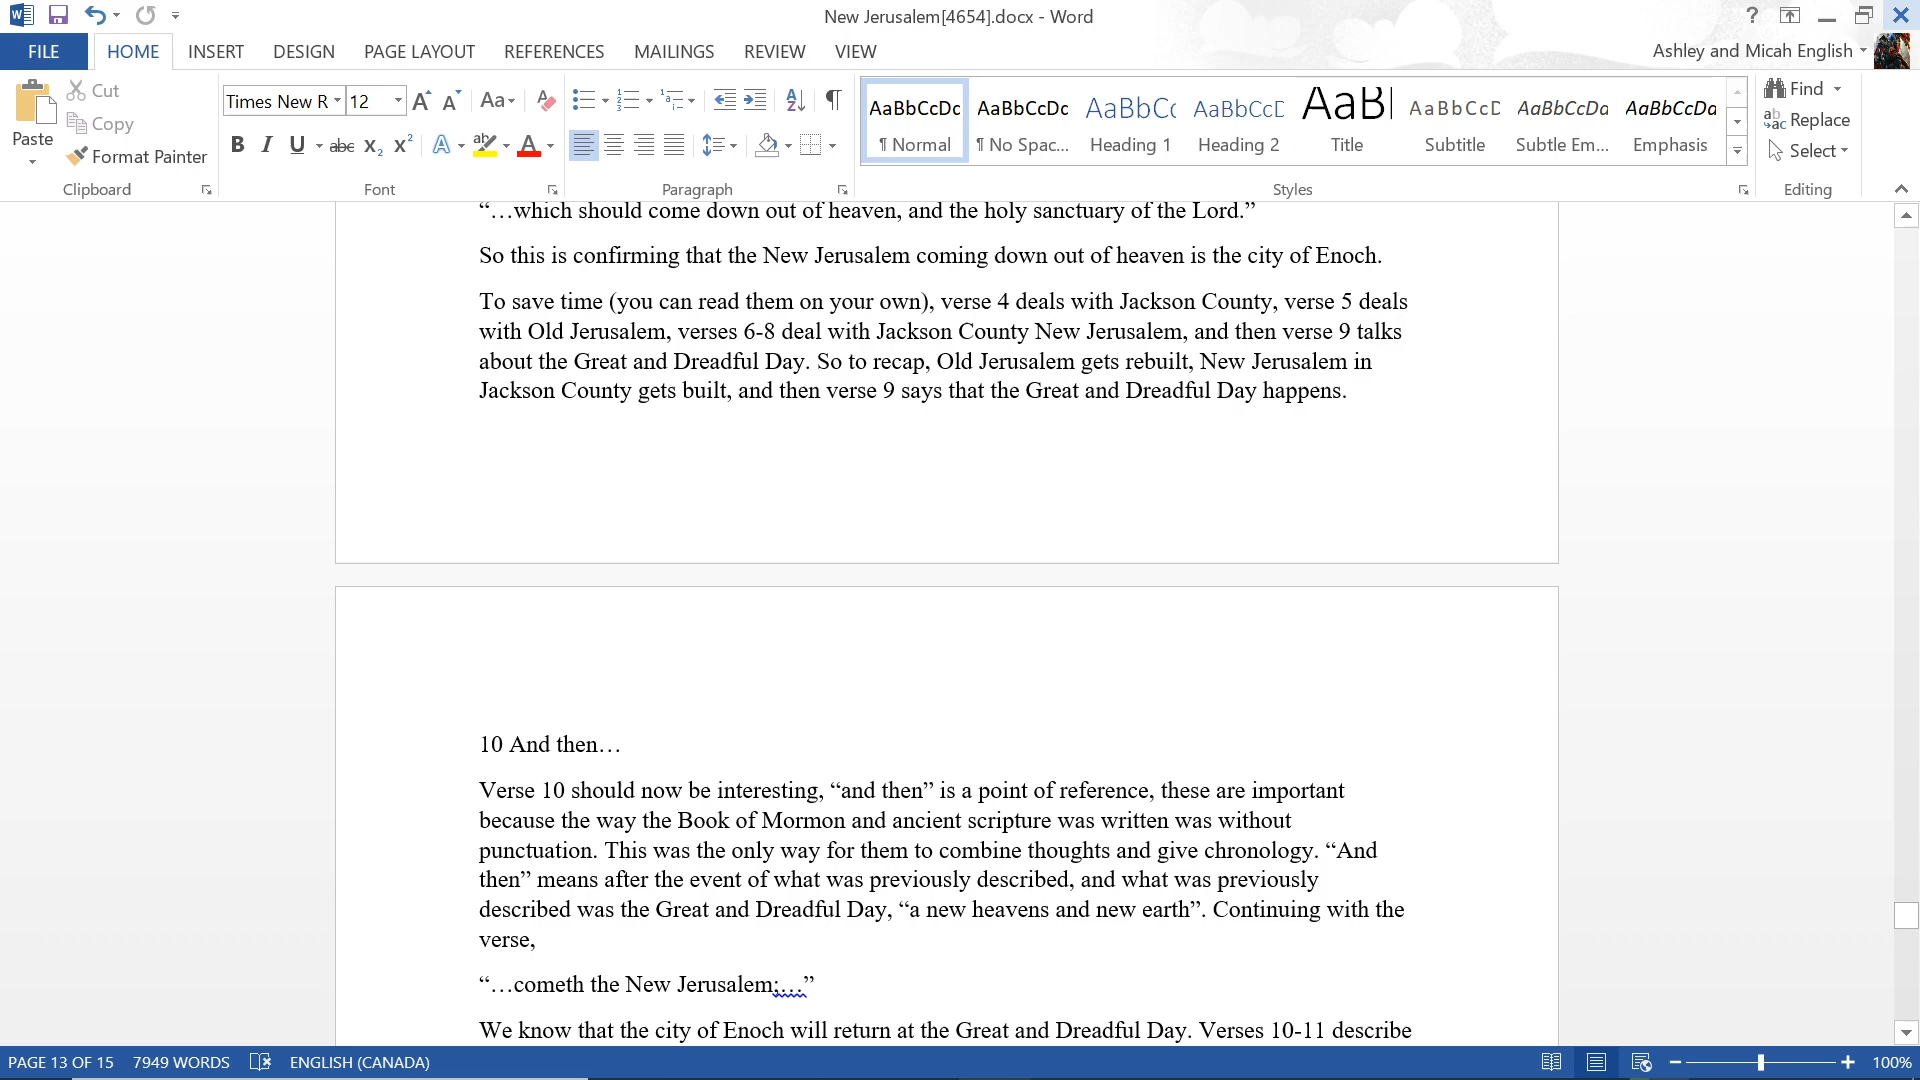 New Jerusalem[4654].docx - Word
?
FILE HOME INSERT DESIGN PAGE LAYOUT REFERENCES MAILINGS REVIEW VIEW
Ashley and Micah English
Paste
Cut
Copy
Format Painter
Clipboard
Times New R 12
Aa
B I U abc X₂ X²
Font
Paragraph
AaBbCcDc AaBbCcDc AaBbCc AaBbCcD AaBl AaBbCcD AaBbCcDa AaBbCcDa
¶ Normal ¶ No Spac... Heading 1 Heading 2 Title Subtitle Subtle Em... Emphasis
Styles
Find
Replace
Select
Editing
“…which should come down out of heaven, and the holy sanctuary of the Lord.”
So this is confirming that the New Jerusalem coming down out of heaven is the city of Enoch.
To save time (you can read them on your own), verse 4 deals with Jackson County, verse 5 deals
with Old Jerusalem, verses 6-8 deal with Jackson County New Jerusalem, and then verse 9 talks
about the Great and Dreadful Day. So to recap, Old Jerusalem gets rebuilt, New Jerusalem in
Jackson County gets built, and then verse 9 says that the Great and Dreadful Day happens.
10 And then…
Verse 10 should now be interesting, “and then” is a point of reference, these are important
because the way the Book of Mormon and ancient scripture was written was without
punctuation. This was the only way for them to combine thoughts and give chronology. “And
then” means after the event of what was previously described, and what was previously
described was the Great and Dreadful Day, “a new heavens and new earth”. Continuing with the
verse,
“…cometh the New Jerusalem;…”
We know that the city of Enoch will return at the Great and Dreadful Day. Verses 10-11 describe
PAGE 13 OF 15 7949 WORDS ENGLISH (CANADA)
100%